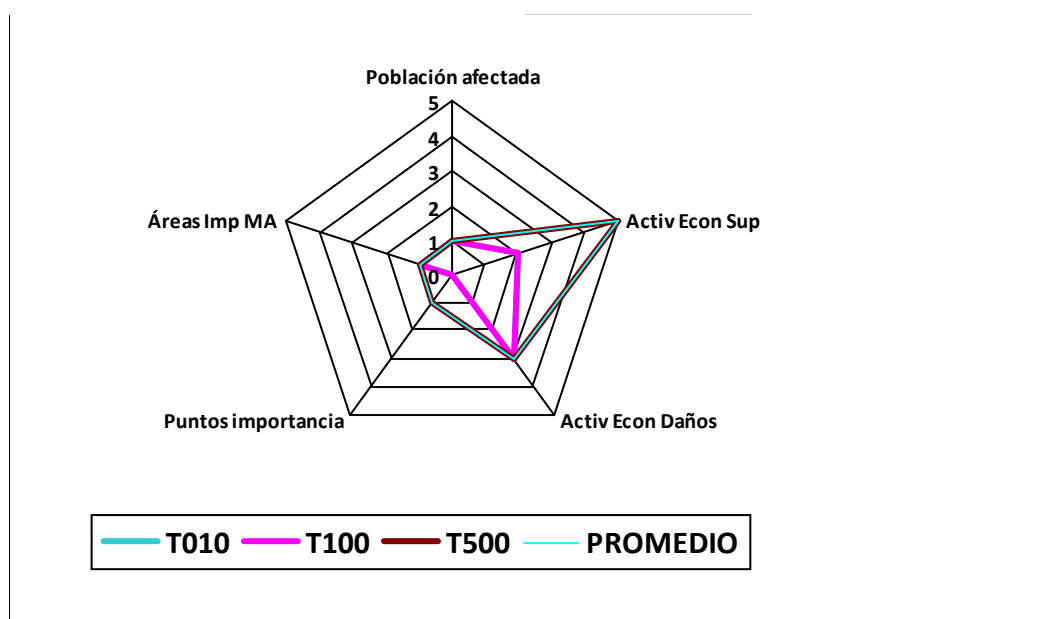 Población afectada
5
4
3
2
1
0
Áreas Imp MA
Activ Econ Sup
Puntos importancia
Activ Econ Daños
T010 T100 T500 PROMEDIO